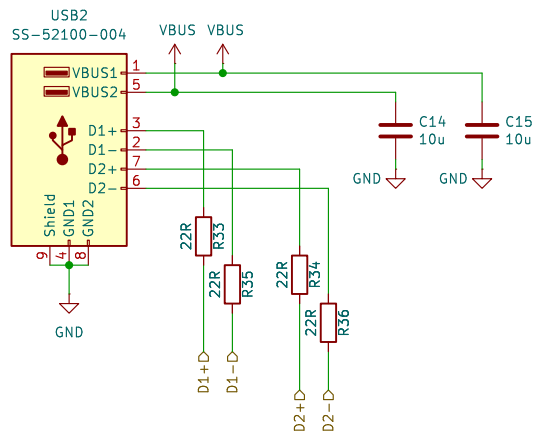 USB2
SS-52100-004
VBUS
VBUS
VBUS1
1
VBUS2
5
C14
10u
C15
10u
D1+
3
D1-
2
D2+
7
D2-
6
GND
GND
Shield
GND1
GND2
9
4
8
22R
R33
22R
R35
22R
R34
22R
R36
GND
D1+
D1-
D2+
D2-